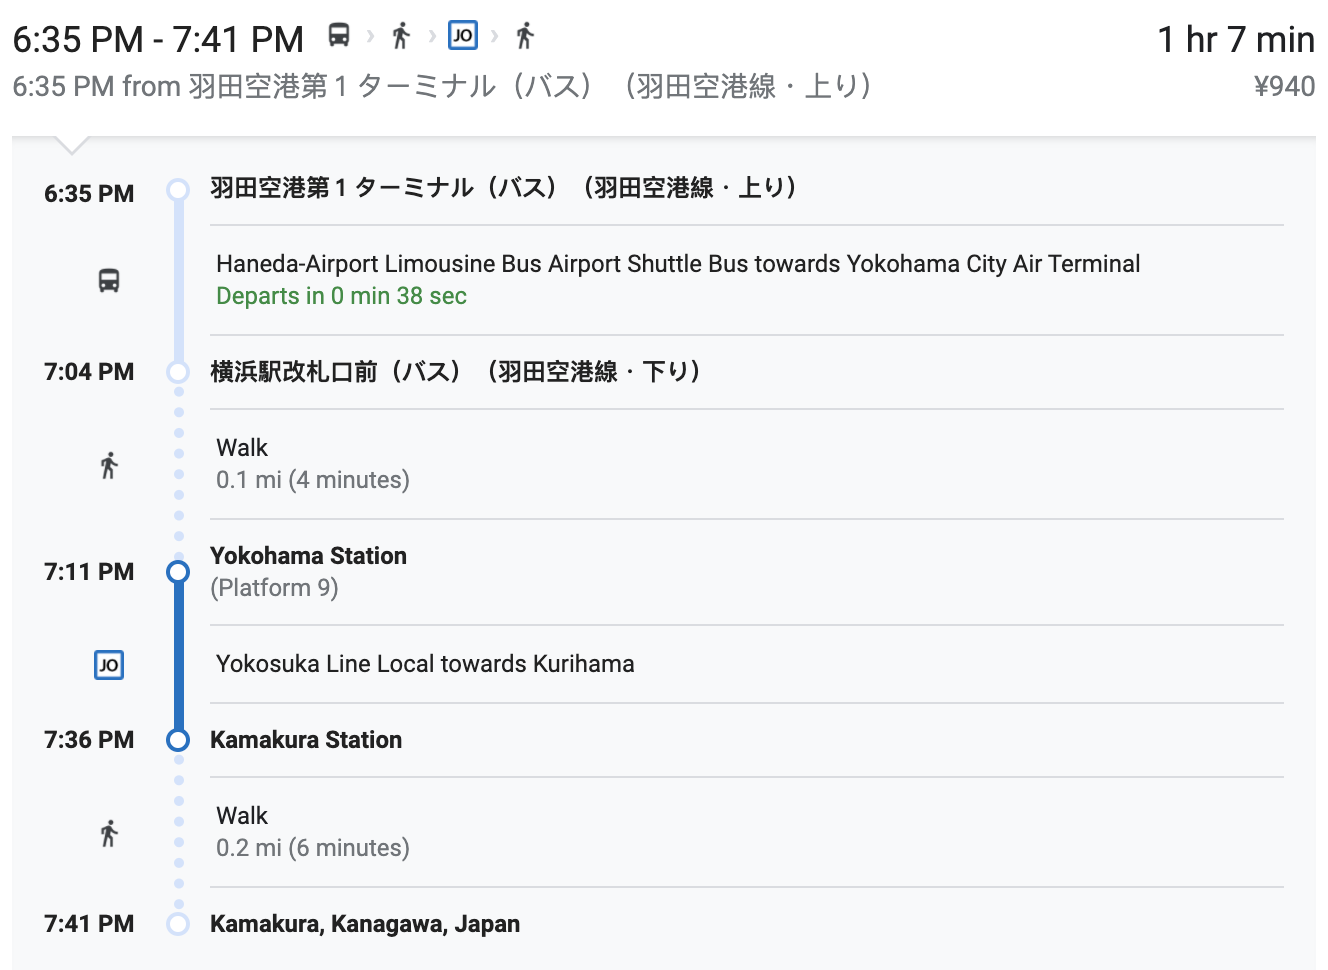 6:35 PM - 7:41 PM JO 1 hr 7 min
6:35 PM from 羽田空港第１ターミナル（バス）（羽田空港線・上り） ¥940
6:35 PM 羽田空港第１ターミナル（バス）（羽田空港線・上り）
Haneda-Airport Limousine Bus Airport Shuttle Bus towards Yokohama City Air Terminal
Departs in 0 min 38 sec
7:04 PM 横浜駅改札口前（バス）（羽田空港線・下り）
Walk
0.1 mi (4 minutes)
Yokohama Station
7:11 PM
(Platform 9)
JO Yokosuka Line Local towards Kurihama
7:36 PM Kamakura Station
Walk
0.2 mi (6 minutes)
7:41 PM Kamakura, Kanagawa, Japan